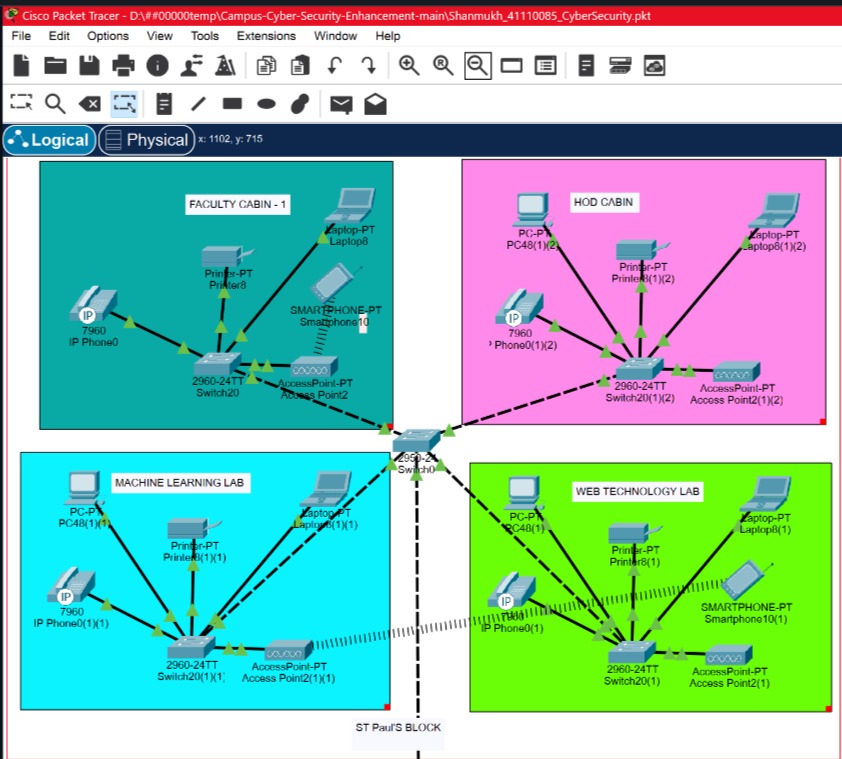 Cisco Packet Tracer - D:\##00000temp\Campus-Cyber-Security-Enhancement-main\Shanmukh_41110085_CyberSecurity.pkt
File Edit Options View Tools Extensions Window Help
Logical Physical x: 1102, y: 715
FACULTY CABIN - 1
Laptop-PT
Laptop8
Printer-PT
Printer8
SMARTPHONE-PT
Smartphone10
IP
7960
IP Phone0
2960-24TT
Switch20
AccessPoint-PT
Access Point2
HOD CABIN
PC-PT
PC48(1)(2)
Laptop-PT
Laptop8(1)(2)
Printer-PT
Printer8(1)(2)
IP
7960
Phone0(1)(2)
2960-24TT
Switch20(1)(2)
AccessPoint-PT
Access Point2(1)(2)
2950-24
Switch0
MACHINE LEARNING LAB
PC-PT
PC48(1)(1)
Laptop-PT
Laptop8(1)(1)
Printer-PT
Printer8(1)(1)
IP
7960
IP Phone0(1)(1)
2960-24TT
Switch20(1)(1)
AccessPoint-PT
Access Point2(1)(1)
WEB TECHNOLOGY LAB
PC-PT
PC48(1)
Laptop-PT
Laptop8(1)
Printer-PT
Printer8(1)
IP
7960
IP Phone0(1)
SMARTPHONE-PT
Smartphone10(1)
2960-24TT
Switch20(1)
AccessPoint-PT
Access Point2(1)
ST Paul'S BLOCK